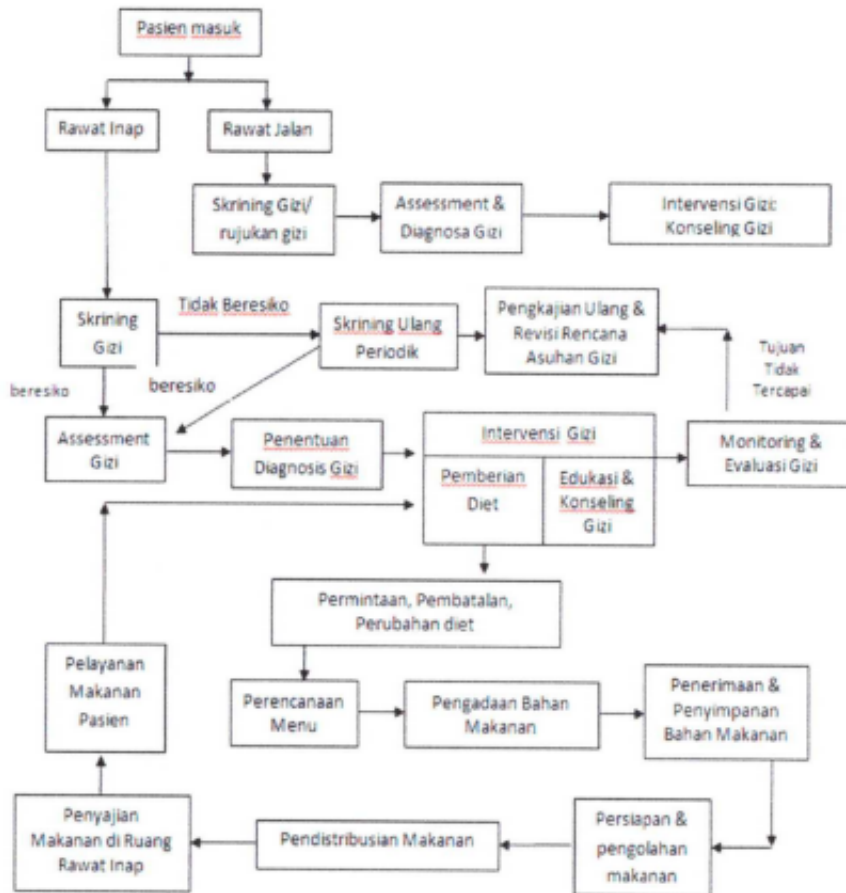 Pasien masuk
Rawat Inap
Rawat Jalan
Skrining Gizi/
rujukan gizi
Assessment &
Diagnosa Gizi
Intervensi Gizi:
Konseling Gizi
Skrining
Gizi
Tidak Beresiko
Skrining Ulang
Periodik
Pengkajian Ulang &
Revisi Rencana
Asuhan Gizi
Tujuan
Tidak
Tercapai
beresiko
beresiko
Assessment
Gizi
Penentuan
Diagnosis Gizi
Intervensi Gizi
Pemberian
Diet
Edukasi &
Konseling
Gizi
Monitoring &
Evaluasi Gizi
Permintaan, Pembatalan,
Perubahan diet
Pelayanan
Makanan
Pasien
Perencanaan
Menu
Pengadaan Bahan
Makanan
Penerimaan &
Penyimpanan
Bahan Makanan
Penyajian
Makanan di Ruang
Rawat Inap
Pendistribusian Makanan
Persiapan &
pengolahan
makanan